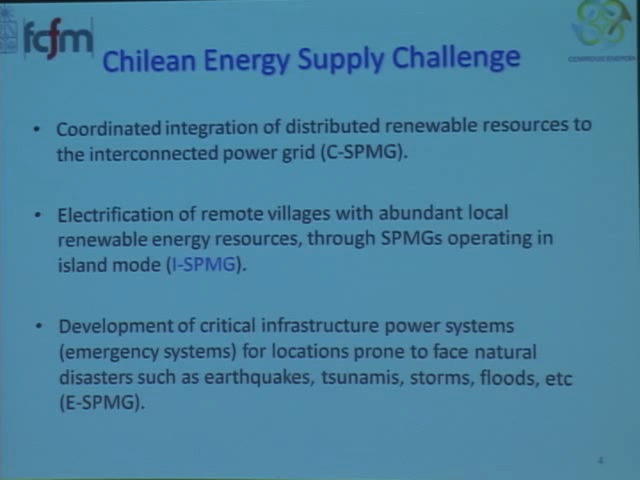 fcfm
Chilean Energy Supply Challenge
CENTRO DE ENERGÍA
• Coordinated integration of distributed renewable resources to
the interconnected power grid (C-SPMG).
• Electrification of remote villages with abundant local
renewable energy resources, through SPMGs operating in
island mode (I-SPMG).
• Development of critical infrastructure power systems
(emergency systems) for locations prone to face natural
disasters such as earthquakes, tsunamis, storms, floods, etc
(E-SPMG).
4